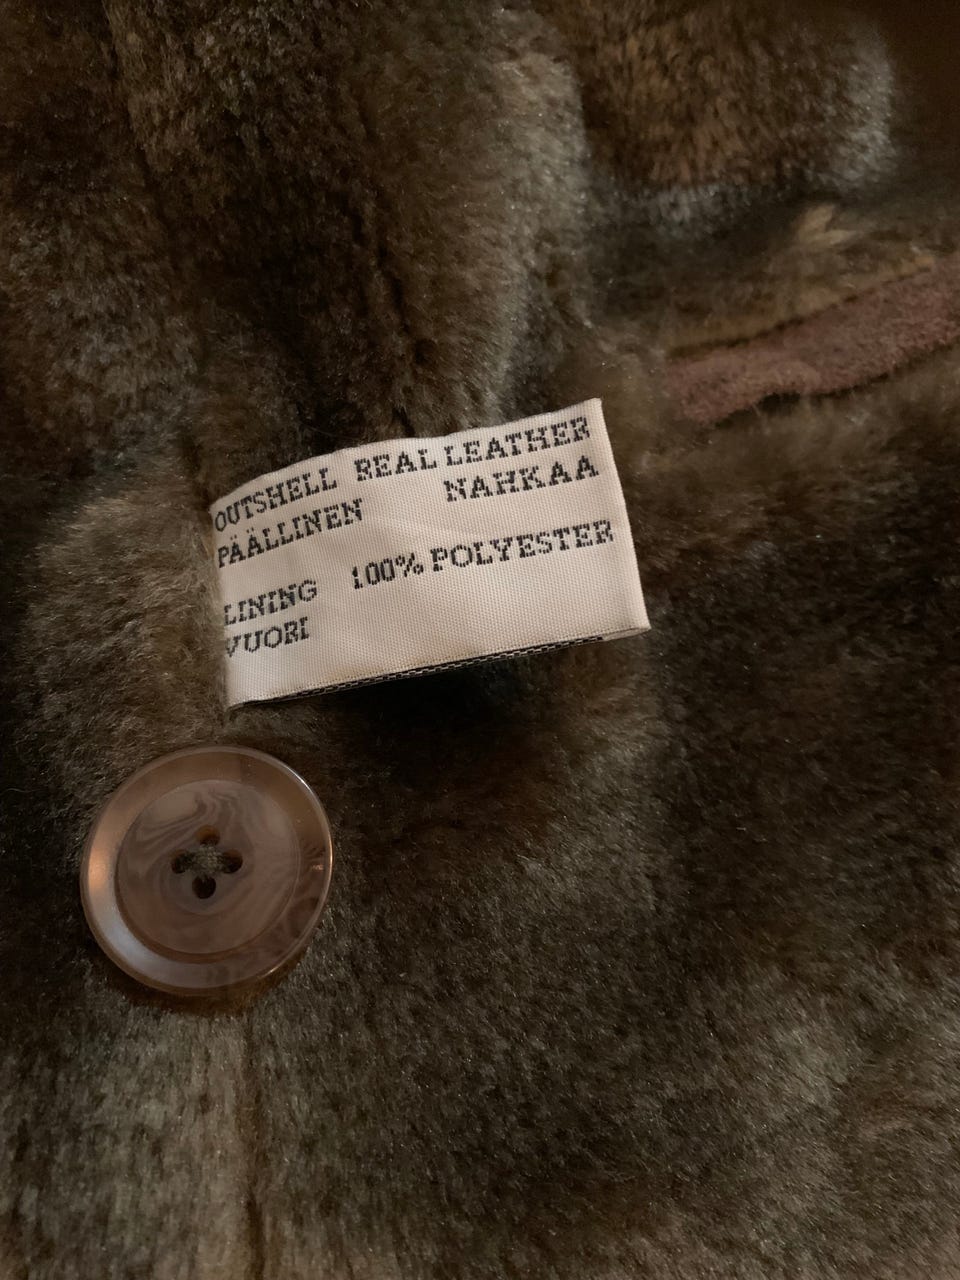 OUTSHELL REAL LEATHER
PÄÄLLINEN NAHKAA
LINING 100% POLYESTER
VUORI